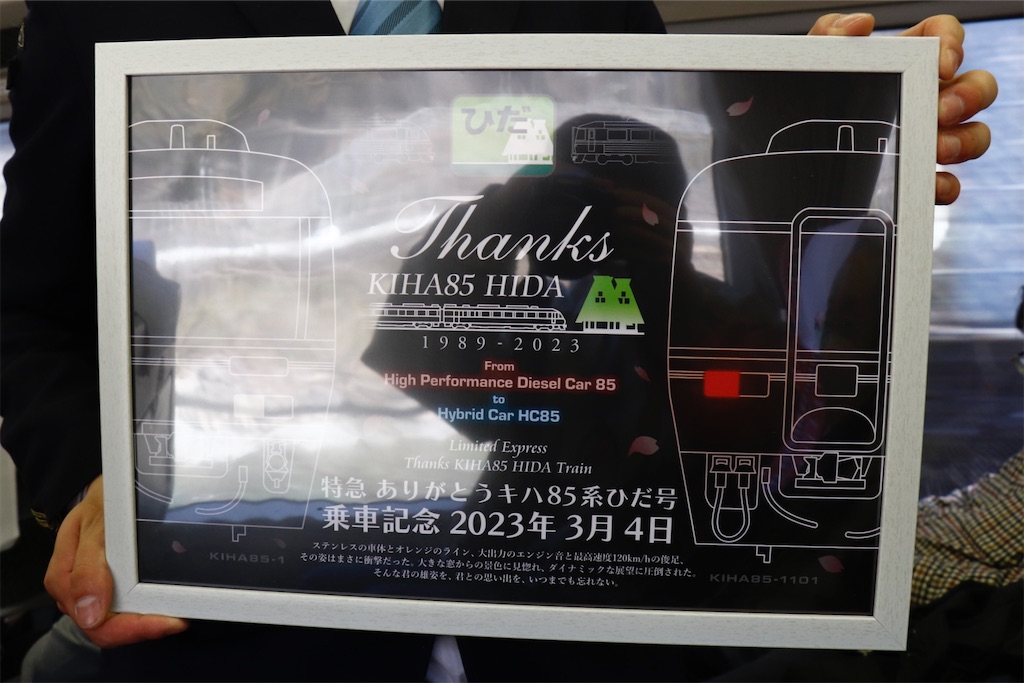 ひだ
Thanks
KIHA85 HIDA
1989-2023
From
High Performance Diesel Car 85
to
Hybrid Car HC85
Limited Express
Thanks KIHA85 HIDA Train
特急 ありがとうキハ85系ひだ号
乗車記念 2023年 3月 4日
ステンレスの車体とオレンジのライン、大出力のエンジン音と最高速度120km/hの俊足、
その姿はまさに衝撃だった。大きな窓からの景色に見惚れ、ダイナミックな展望に圧倒された。
そんな君の雄姿を、君との思い出を、いつまでも忘れない。
KIHA85-1
KIHA85-1101